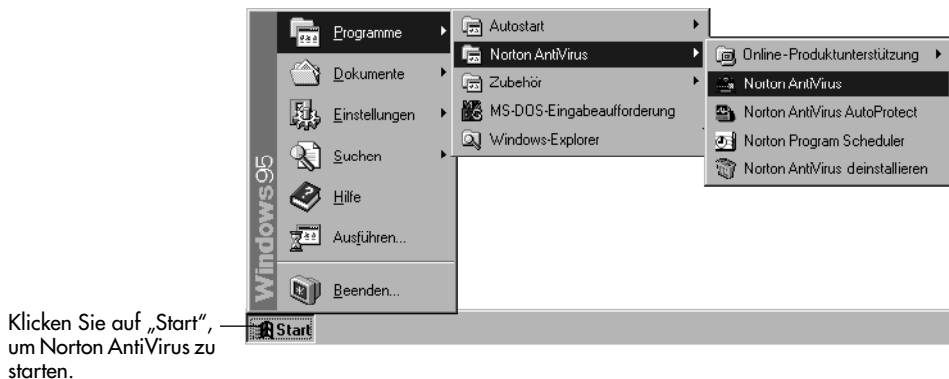 Programme
Dokumente
Einstellungen
Suchen
Hilfe
Ausführen...
Beenden...
Windows95
Autostart
Norton AntiVirus
Zubehör
MS-DOS-Eingabeaufforderung
Windows-Explorer
Online-Produktunterstützung
Norton AntiVirus
Norton AntiVirus AutoProtect
Norton Program Scheduler
Norton AntiVirus deinstallieren
Start
Klicken Sie auf „Start“,
um Norton AntiVirus zu
starten.